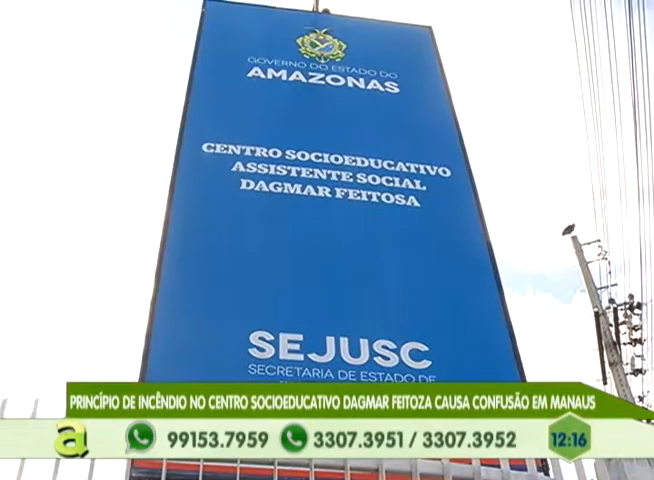 GOVERNO DO ESTADO DO
AMAZONAS
CENTRO SOCIOEDUCATIVO
ASSISTENTE SOCIAL
DAGMAR FEITOSA
SEJUSC
SECRETARIA DE ESTADO DE
PRINCÍPIO DE INCÊNDIO NO CENTRO SOCIOEDUCATIVO DAGMAR FEITOZA CAUSA CONFUSÃO EM MANAUS
a 99153.7959 3307.3951 / 3307.3952 12:16